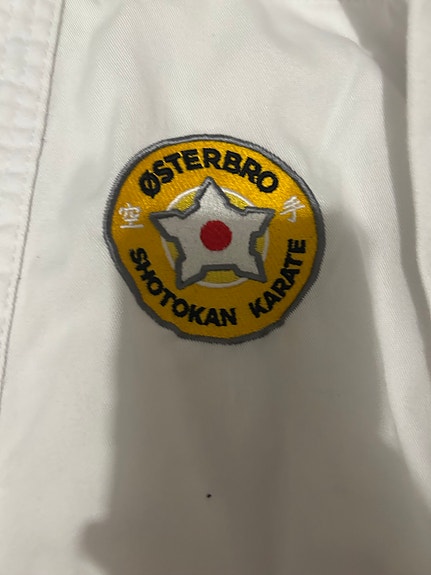 ØSTERBRO
空 手
SHOTOKAN KARATE